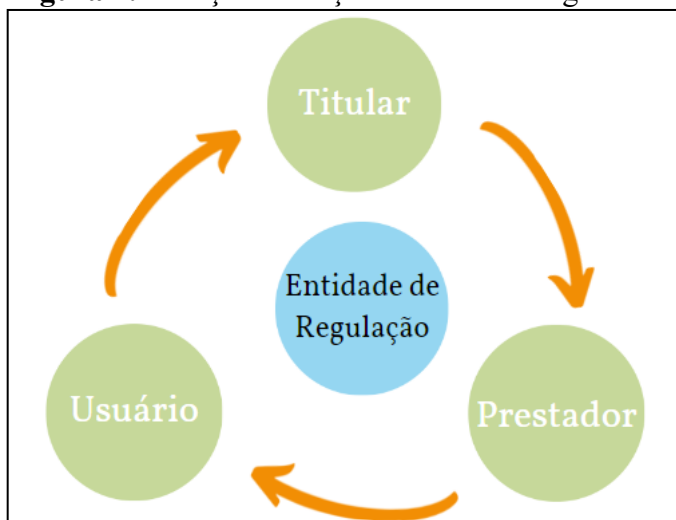 Titular
Entidade de
Regulação
Usuário
Prestador